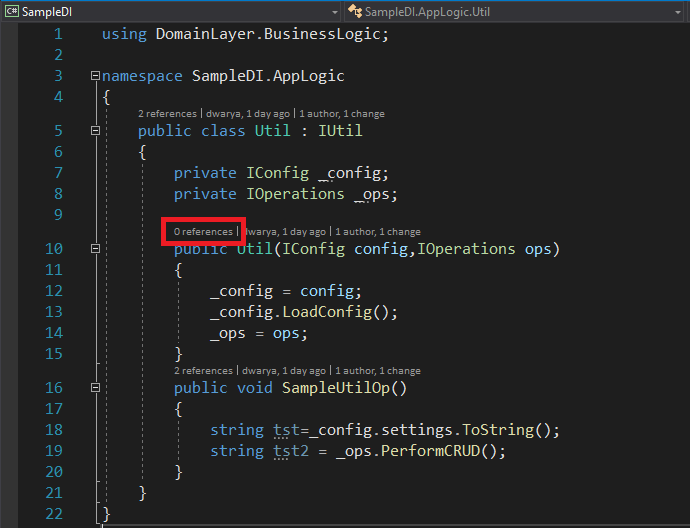 C# SampleDI SampleDI.AppLogic.Util
1 using DomainLayer.BusinessLogic;
2
3 namespace SampleDI.AppLogic
4 {
2 references | dwarya, 1 day ago | 1 author, 1 change
5 public class Util : IUtil
6 {
7 private IConfig _config;
8 private IOperations _ops;
9
0 references | dwarya, 1 day ago | 1 author, 1 change
10 public Util(IConfig config,IOperations ops)
11 {
12 _config = config;
13 _config.LoadConfig();
14 _ops = ops;
15 }
2 references | dwarya, 1 day ago | 1 author, 1 change
16 public void SampleUtilOp()
17 {
18 string tst=_config.settings.ToString();
19 string tst2 = _ops.PerformCRUD();
20 }
21 }
22 }